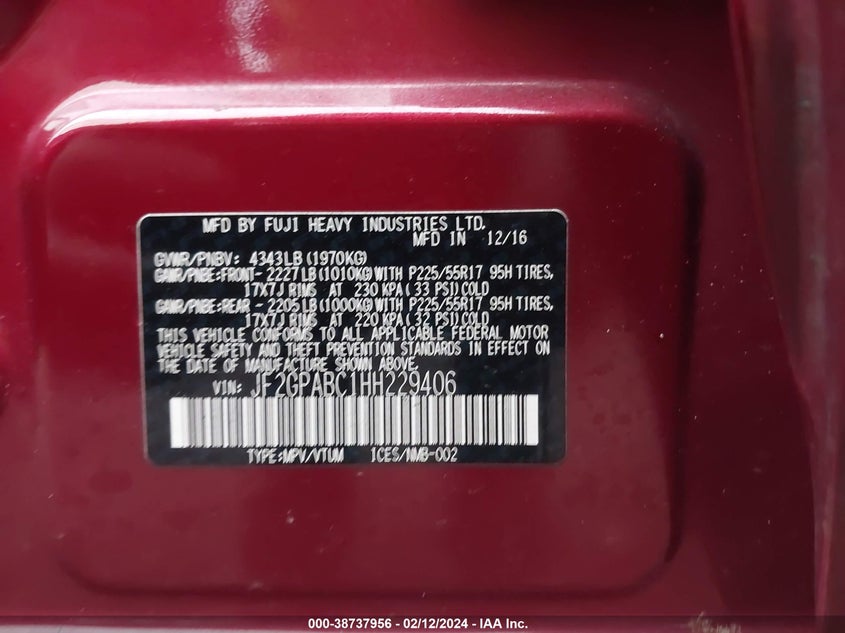 MFD BY FUJI HEAVY INDUSTRIES LTD.
MFD IN 12/16
GVWR/PNBV: 4343LB(1970KG)
GAWR/PNBE:FRONT- 2227LB(1010KG)WITH P225/55R17 95H TIRES,
17X7J RIMS AT 230 KPA( 33 PSI)COLD
GAWR/PNBE:REAR - 2205LB(1000KG)WITH P225/55R17 95H TIRES,
17X7J RIMS AT 220 KPA( 32 PSI)COLD
THIS VEHICLE CONFORMS TO ALL APPLICABLE FEDERAL MOTOR
VEHICLE SAFETY AND THEFT PREVENTION STANDARDS IN EFFECT ON
THE DATE OF MANUFACTURE SHOWN ABOVE.
VIN: JF2GPABC1HH229406
TYPE:MPV/VTUM ICES/NMB-002
000-38737956 - 02/12/2024 - IAA Inc.